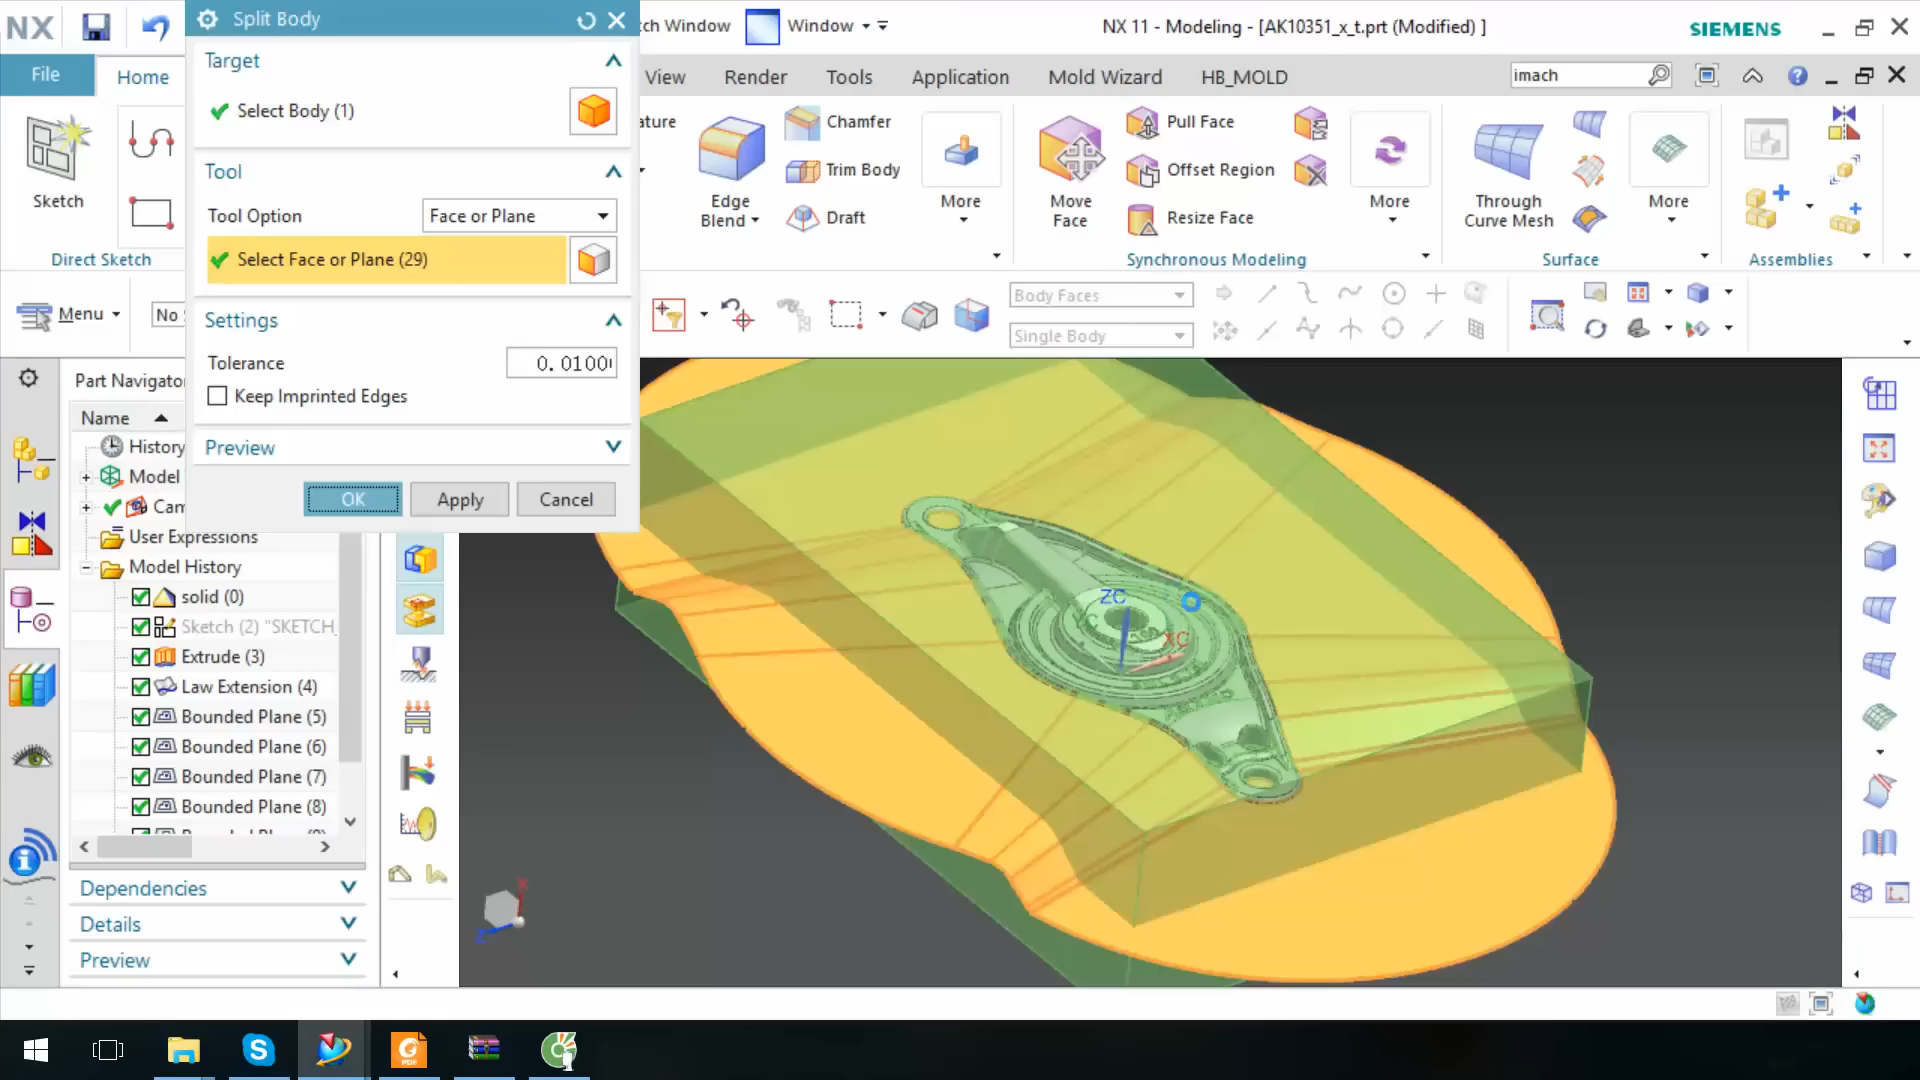 NX
Split Body
tch Window
Window
NX 11 - Modeling - [AK10351_x_t.prt (Modified) ]
SIEMENS
File
Home
View
Render
Tools
Application
Mold Wizard
HB_MOLD
imach
Target
Select Body (1)
Tool
Tool Option
Face or Plane
Select Face or Plane (29)
Settings
Tolerance
0.0100
Keep Imprinted Edges
Preview
OK
Apply
Cancel
Sketch
Direct Sketch
ature
Edge
Blend
Chamfer
Trim Body
Draft
More
Move
Face
Pull Face
Offset Region
Resize Face
More
Synchronous Modeling
Through
Curve Mesh
More
Surface
Assemblies
Menu
No
Body Faces
Single Body
Part Navigato
Name
History
Model
Cam
User Expressions
Model History
solid (0)
Sketch (2) "SKETCH_
Extrude (3)
Law Extension (4)
Bounded Plane (5)
Bounded Plane (6)
Bounded Plane (7)
Bounded Plane (8)
Dependencies
Details
Preview
ZC
YC
XC
X
Z
PDF